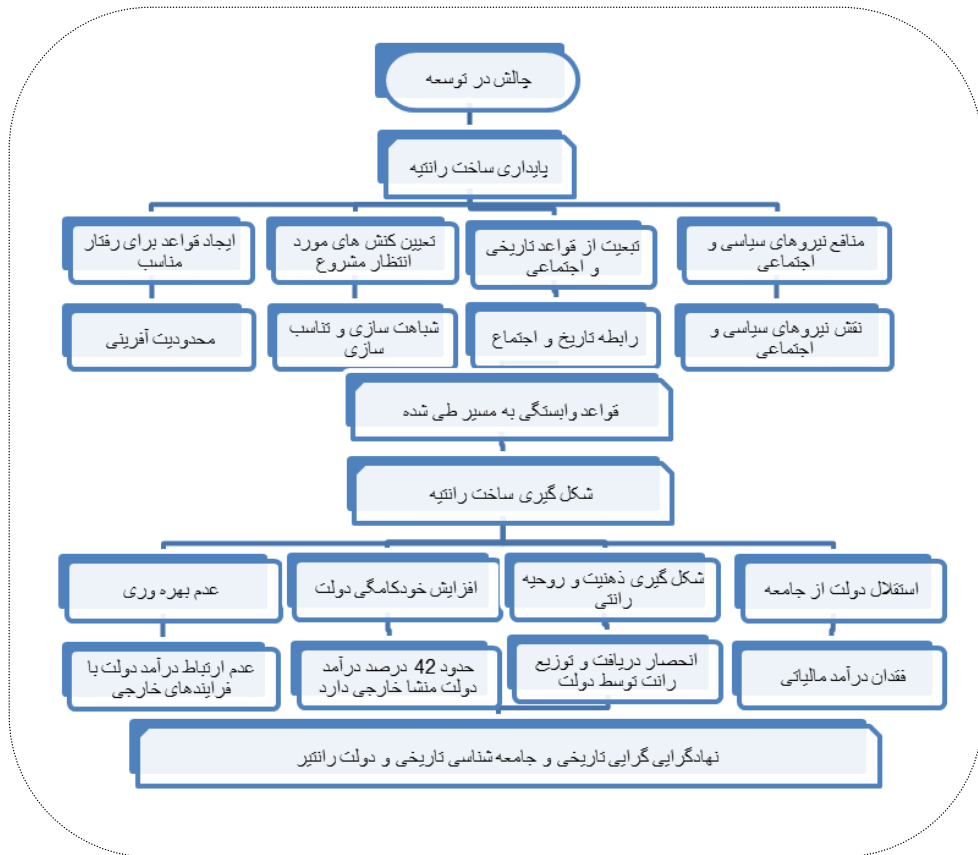 چالش در توسعه
پایداری ساخت رانتیه
منافع نیروهای سیاسی و
اجتماعی
تبعیت از قواعد تاریخی
و اجتماعی
تعیین کنش های مورد
انتظار مشروع
ایجاد قواعد برای رفتار
مناسب
نقش نیروهای سیاسی و
اجتماعی
رابطه تاریخ و اجتماع
شباهت سازی و تناسب
سازی
محدودیت آفرینی
قواعد وابستگی به مسیر طی شده
شکل گیری ساخت رانتیه
استقلال دولت از جامعه
شکل گیری ذهنیت و روحیه
رانتی
افزایش خودکامگی دولت
عدم بهره وری
فقدان درآمد مالیاتی
انحصار دریافت و توزیع
رانت توسط دولت
حدود 42 درصد درآمد
دولت منشا خارجی دارد
عدم ارتباط درآمد دولت با
فرایندهای خارجی
نهادگرایی گرایی تاریخی و جامعه شناسی تاریخی و دولت رانتیر